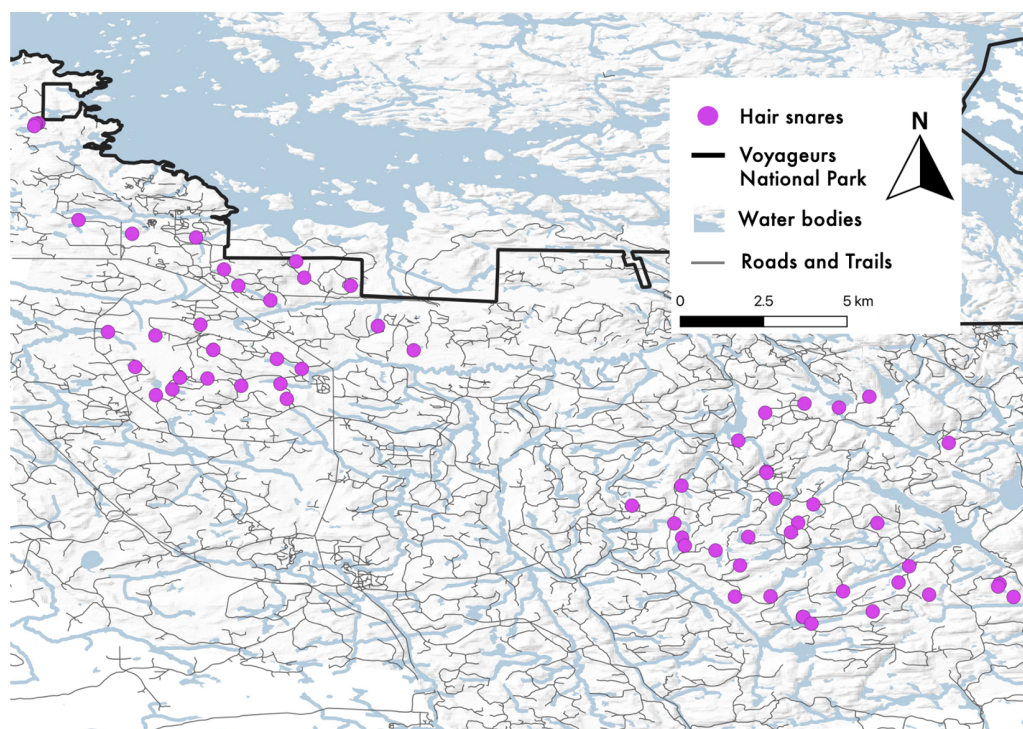 Hair snares
Voyageurs
National Park
Water bodies
Roads and Trails
N
0 2.5 5 km